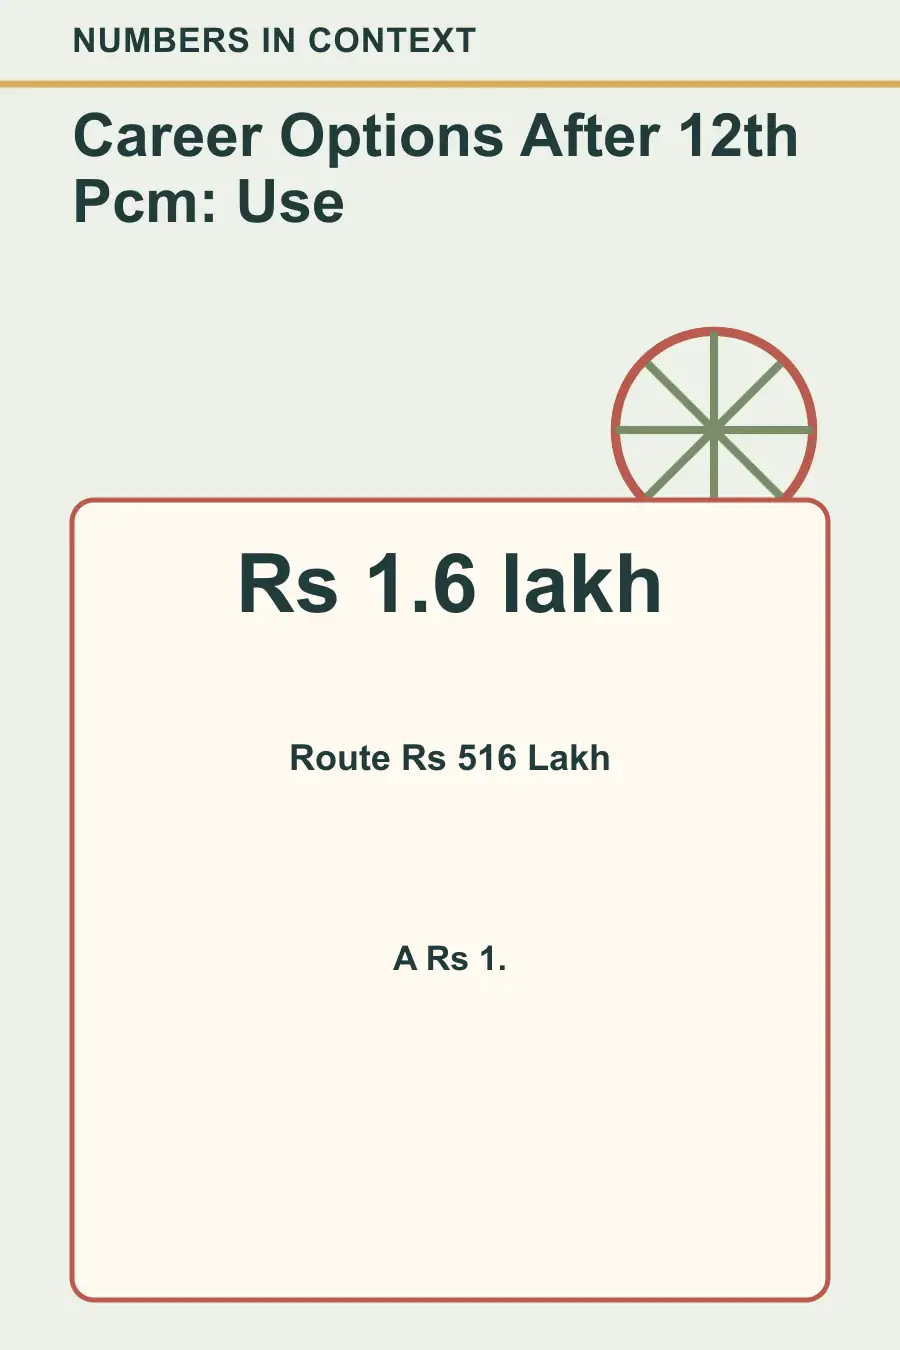 NUMBERS IN CONTEXT
Career Options After 12th
Pcm: Use
Rs 1.6 lakh
Route Rs 516 Lakh
A Rs 1.